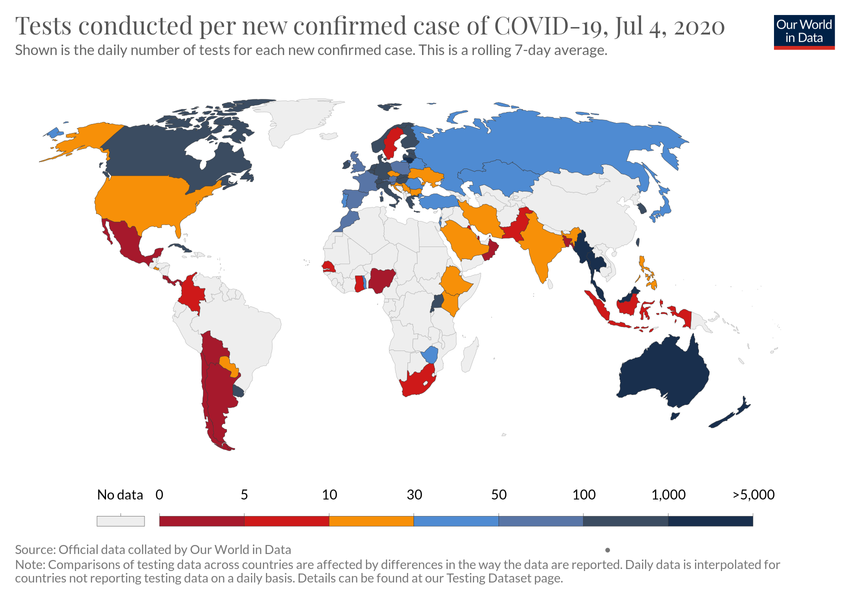 Tests conducted per new confirmed case of COVID-19, Jul 4, 2020
Shown is the daily number of tests for each new confirmed case. This is a rolling 7-day average.
Our World
in Data
No data 0 5 10 30 50 100 1,000 >5,000
Source: Official data collated by Our World in Data
Note: Comparisons of testing data across countries are affected by differences in the way the data are reported. Daily data is interpolated for
countries not reporting testing data on a daily basis. Details can be found at our Testing Dataset page.